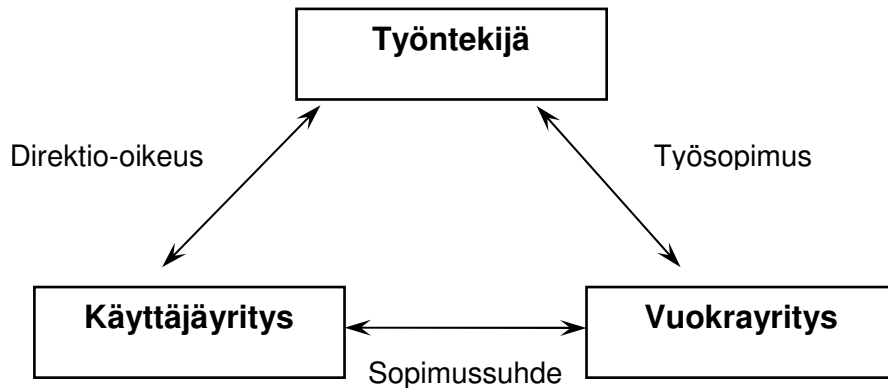 Työntekijä
Direktio-oikeus
Työsopimus
Käyttäjäyritys
Vuokrayritys
Sopimussuhde